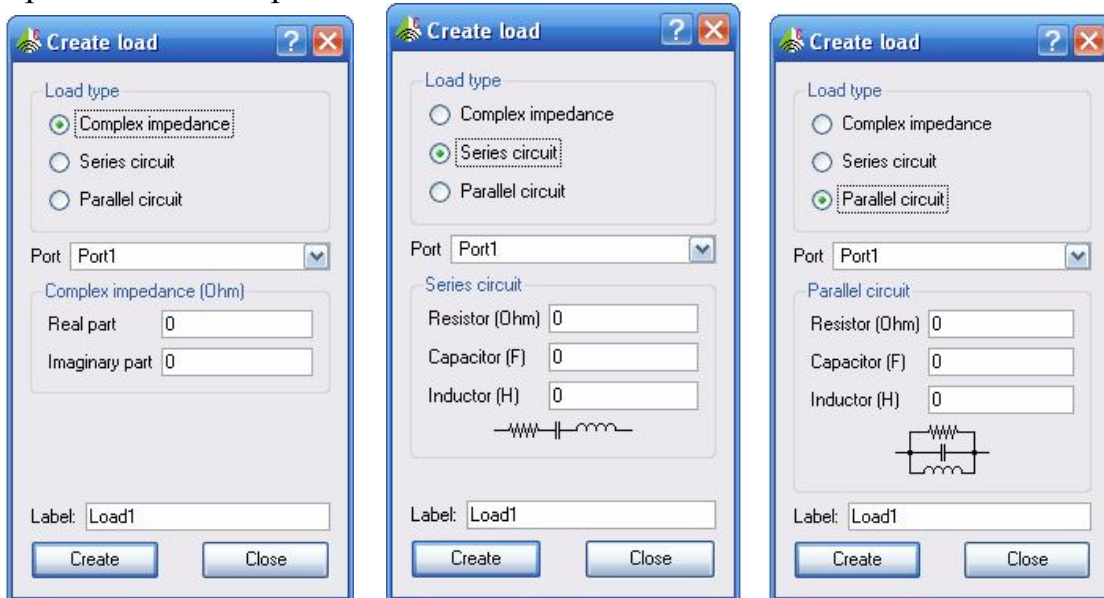 Create load
Load type
Complex impedance
Series circuit
Parallel circuit
Port Port1
Complex impedance (Ohm)
Real part 0
Imaginary part 0
Label: Load1
Create Close
Create load
Load type
Complex impedance
Series circuit
Parallel circuit
Port Port1
Series circuit
Resistor (Ohm) 0
Capacitor (F) 0
Inductor (H) 0
Label: Load1
Create Close
Create load
Load type
Complex impedance
Series circuit
Parallel circuit
Port Port1
Parallel circuit
Resistor (Ohm) 0
Capacitor (F) 0
Inductor (H) 0
Label: Load1
Create Close